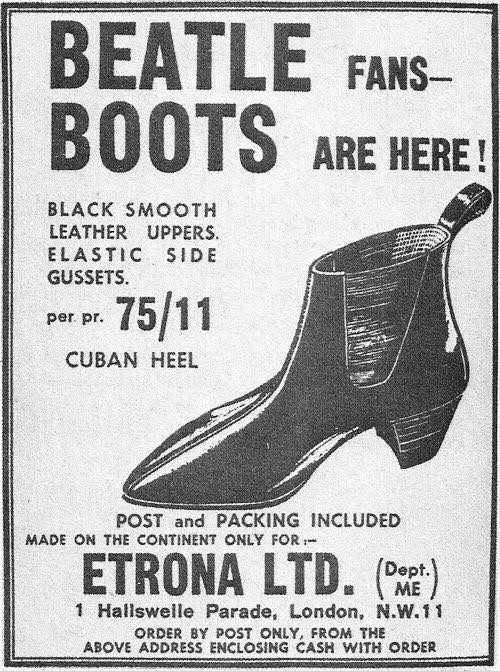 BEATLE FANS—
BOOTS ARE HERE!
BLACK SMOOTH
LEATHER UPPERS.
ELASTIC SIDE
GUSSETS.
per pr. 75/11
CUBAN HEEL
POST and PACKING INCLUDED
MADE ON THE CONTINENT ONLY FOR:-
ETRONA LTD. (Dept. ME)
1 Hallswelle Parade, London, N.W.11
ORDER BY POST ONLY, FROM THE
ABOVE ADDRESS ENCLOSING CASH WITH ORDER